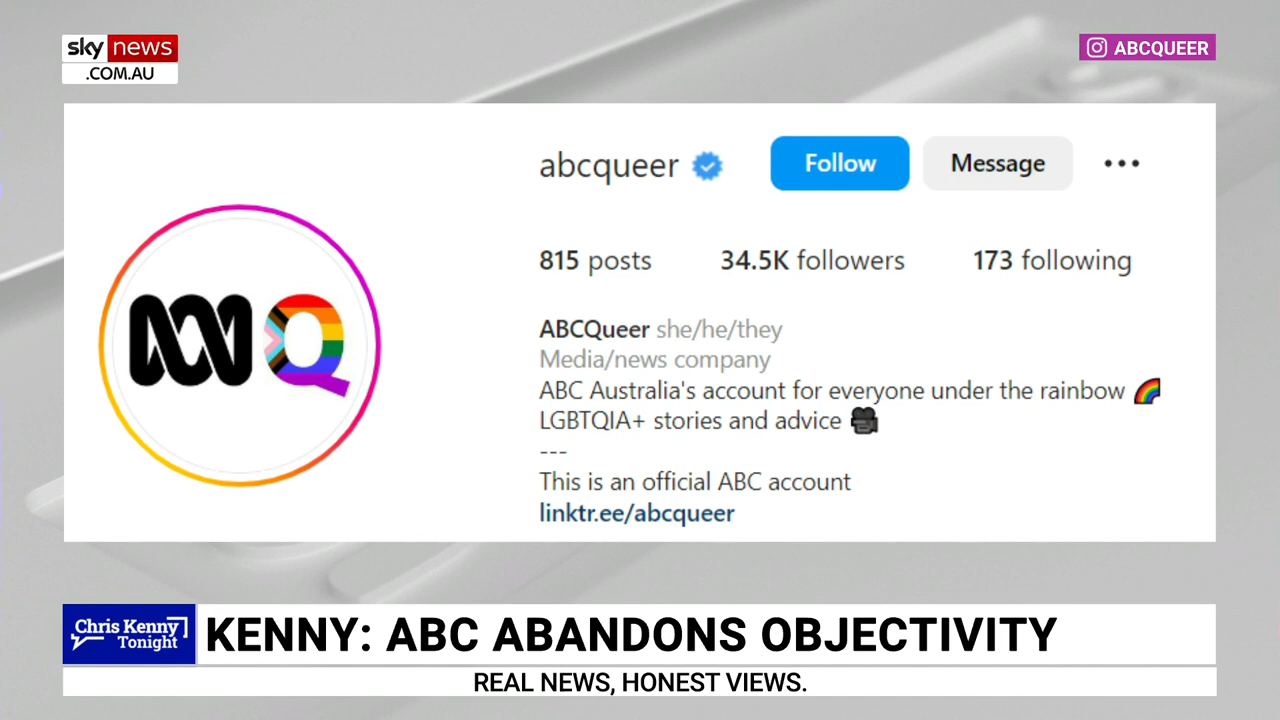 sky news
.COM.AU
ABCQUEER
abcqueer
Follow
Message
815 posts
34.5K followers
173 following
ABCQueer she/he/they
Media/news company
ABC Australia's account for everyone under the rainbow 🌈
LGBTQIA+ stories and advice 🎥
---
This is an official ABC account
linktr.ee/abcqueer
Q
Chris Kenny
Tonight
KENNY: ABC ABANDONS OBJECTIVITY
REAL NEWS, HONEST VIEWS.